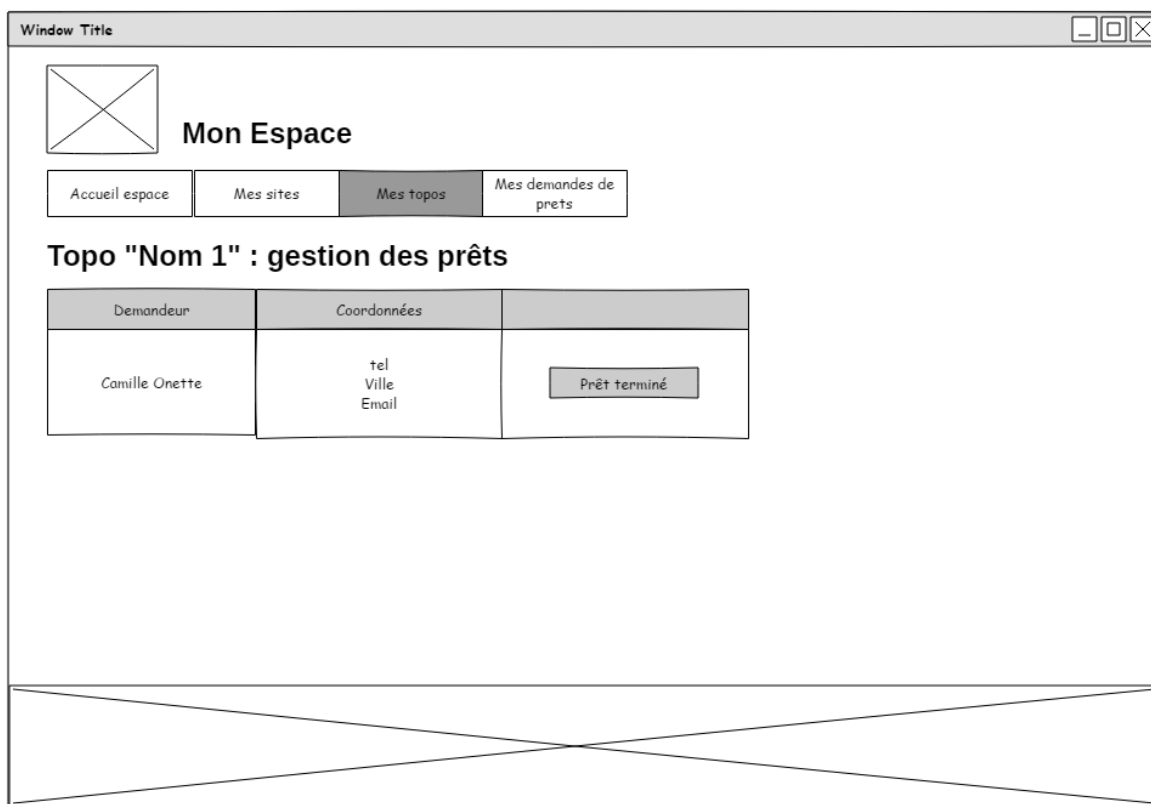 Window Title
Mon Espace
Accueil espace
Mes sites
Mes topos
Mes demandes de
prets
Topo "Nom 1" : gestion des prêts
Demandeur
Coordonnées
Camille Onette
tel
Ville
Email
Prêt terminé